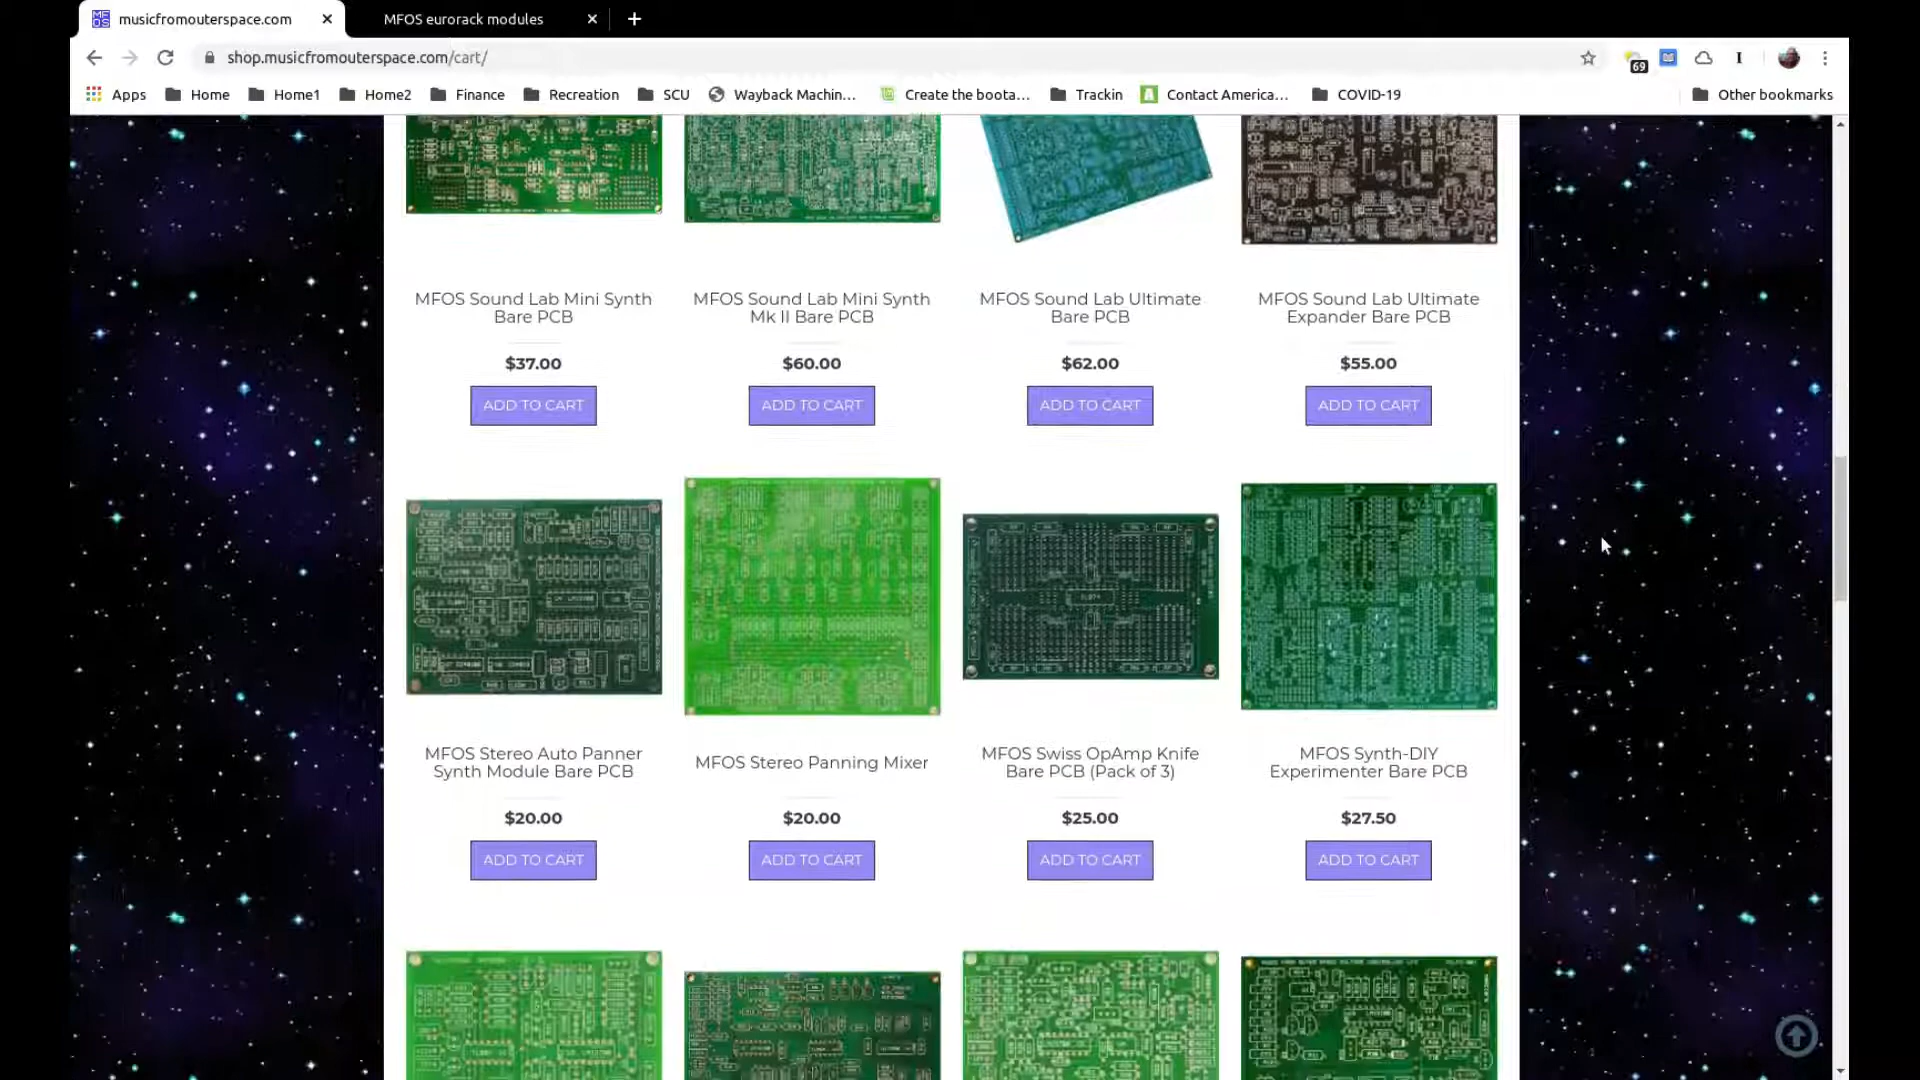 musicfromouterspace.com
MFOS eurorack modules
shop.musicfromouterspace.com/cart/
69
Apps Home Home1 Home2 Finance Recreation SCU Wayback Machin... Create the boota... Trackin Contact America... COVID-19 Other bookmarks
MFOS Sound Lab Mini Synth
Bare PCB
$37.00
ADD TO CART
MFOS Sound Lab Mini Synth
Mk II Bare PCB
$60.00
ADD TO CART
MFOS Sound Lab Ultimate
Bare PCB
$62.00
ADD TO CART
MFOS Sound Lab Ultimate
Expander Bare PCB
$55.00
ADD TO CART
MFOS Stereo Auto Panner
Synth Module Bare PCB
$20.00
ADD TO CART
MFOS Stereo Panning Mixer
$20.00
ADD TO CART
MFOS Swiss OpAmp Knife
Bare PCB (Pack of 3)
$25.00
ADD TO CART
MFOS Synth-DIY
Experimenter Bare PCB
$27.50
ADD TO CART